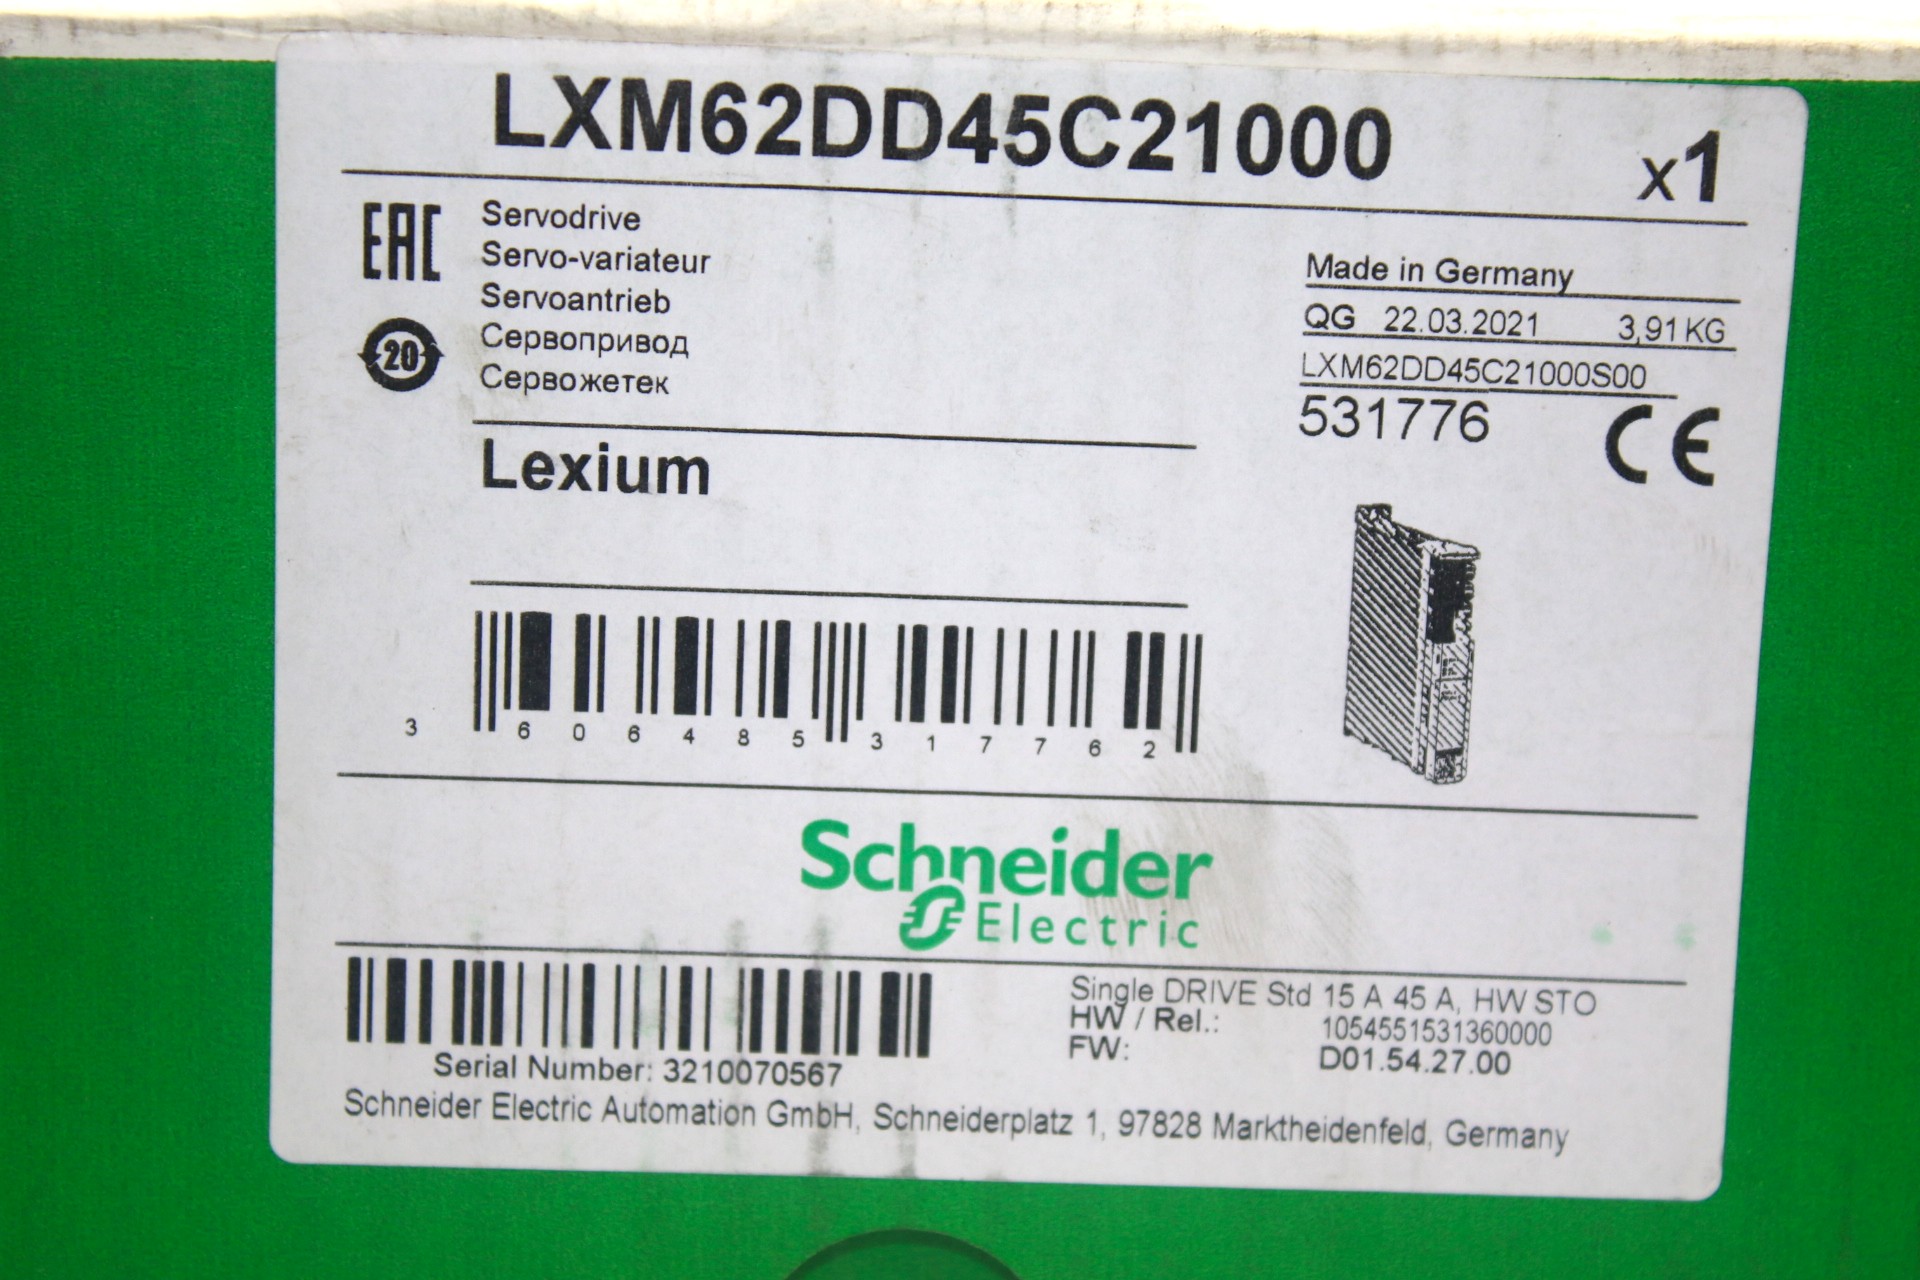 LXM62DD45C21000 x1
EAC
Servodrive
Servo-variateur
Servoantrieb
Сервопривод
Сервожетек
20
Made in Germany
QG 22.03.2021 3,91 KG
LXM62DD45C21000S00
531776
CE
Lexium
3 606485 317762
Schneider
Electric
Single DRIVE Std 15 A 45 A, HW STO
HW / Rel.: 1054551531360000
FW: D01.54.27.00
Serial Number: 3210070567
Schneider Electric Automation GmbH, Schneiderplatz 1, 97828 Marktheidenfeld, Germany